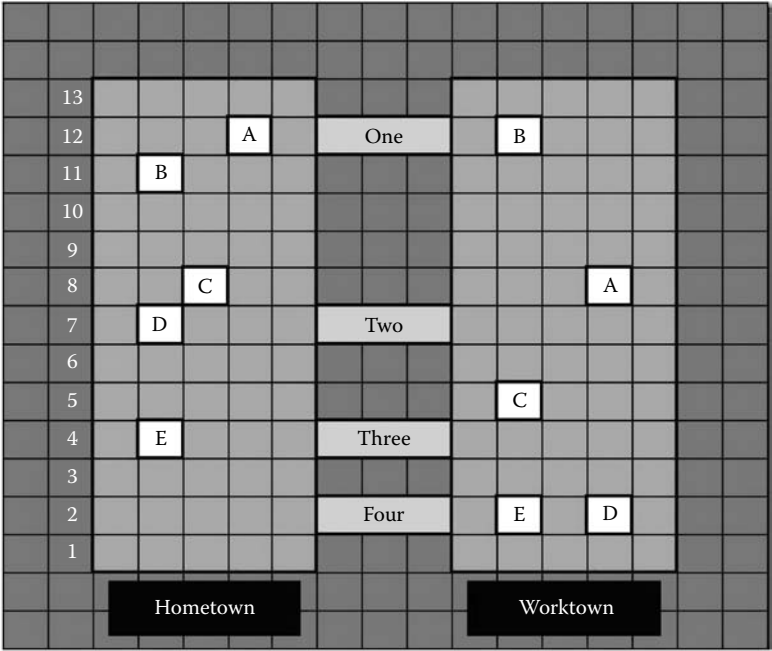 13
12 A One B
11 B
10
9
8 C A
7 D Two
6
5 C
4 E Three
3
2 Four E D
1
Hometown Worktown